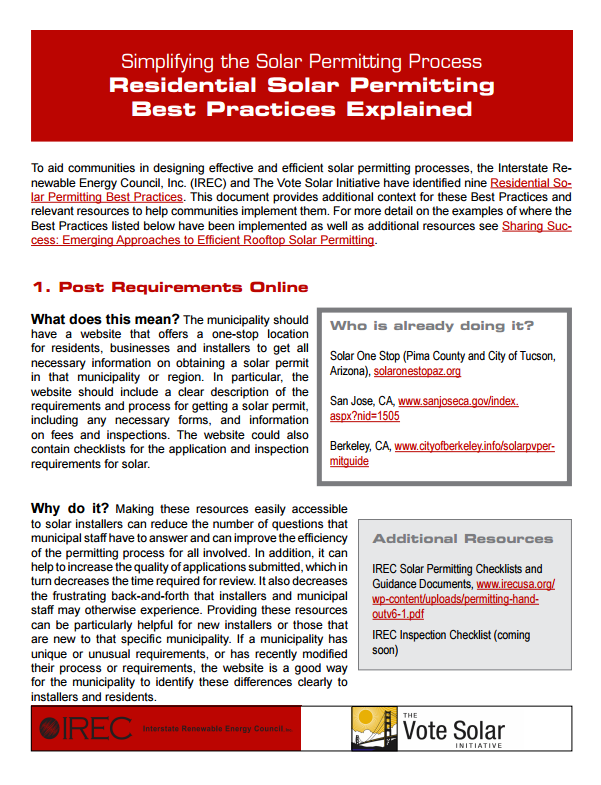 Simplifying the Solar Permitting Process
Residential Solar Permitting
Best Practices Explained
To aid communities in designing effective and efficient solar permitting processes, the Interstate Re-
newable Energy Council, Inc. (IREC) and The Vote Solar Initiative have identified nine Residential So-
lar Permitting Best Practices. This document provides additional context for these Best Practices and
relevant resources to help communities implement them. For more detail on the examples of where the
Best Practices listed below have been implemented as well as additional resources see Sharing Suc-
cess: Emerging Approaches to Efficient Rooftop Solar Permitting.
1. Post Requirements Online
What does this mean? The municipality should
have a website that offers a one-stop location
for residents, businesses and installers to get all
necessary information on obtaining a solar permit
in that municipality or region. In particular, the
website should include a clear description of the
requirements and process for getting a solar permit,
including any necessary forms, and information
on fees and inspections. The website could also
contain checklists for the application and inspection
requirements for solar.
Who is already doing it?
Solar One Stop (Pima County and City of Tucson,
Arizona), solaronestopaz.org
San Jose, CA, www.sanjoseca.gov/index.
aspx?nid=1505
Berkeley, CA, www.cityofberkeley.info/solarpvper-
mitguide
Why do it? Making these resources easily accessible
to solar installers can reduce the number of questions that
municipal staff have to answer and can improve the efficiency
of the permitting process for all involved. In addition, it can
help to increase the quality of applications submitted, which in
turn decreases the time required for review. It also decreases
the frustrating back-and-forth that installers and municipal
staff may otherwise experience. Providing these resources
can be particularly helpful for new installers or those that
are new to that specific municipality. If a municipality has
unique or unusual requirements, or has recently modified
their process or requirements, the website is a good way
for the municipality to identify these differences clearly to
installers and residents.
Additional Resources
IREC Solar Permitting Checklists and
Guidance Documents, www.irecusa.org/
wp-content/uploads/permitting-hand-
outv6-1.pdf
IREC Inspection Checklist (coming
soon)
IREC Interstate Renewable Energy Council
THE
Vote Solar
INITIATIVE